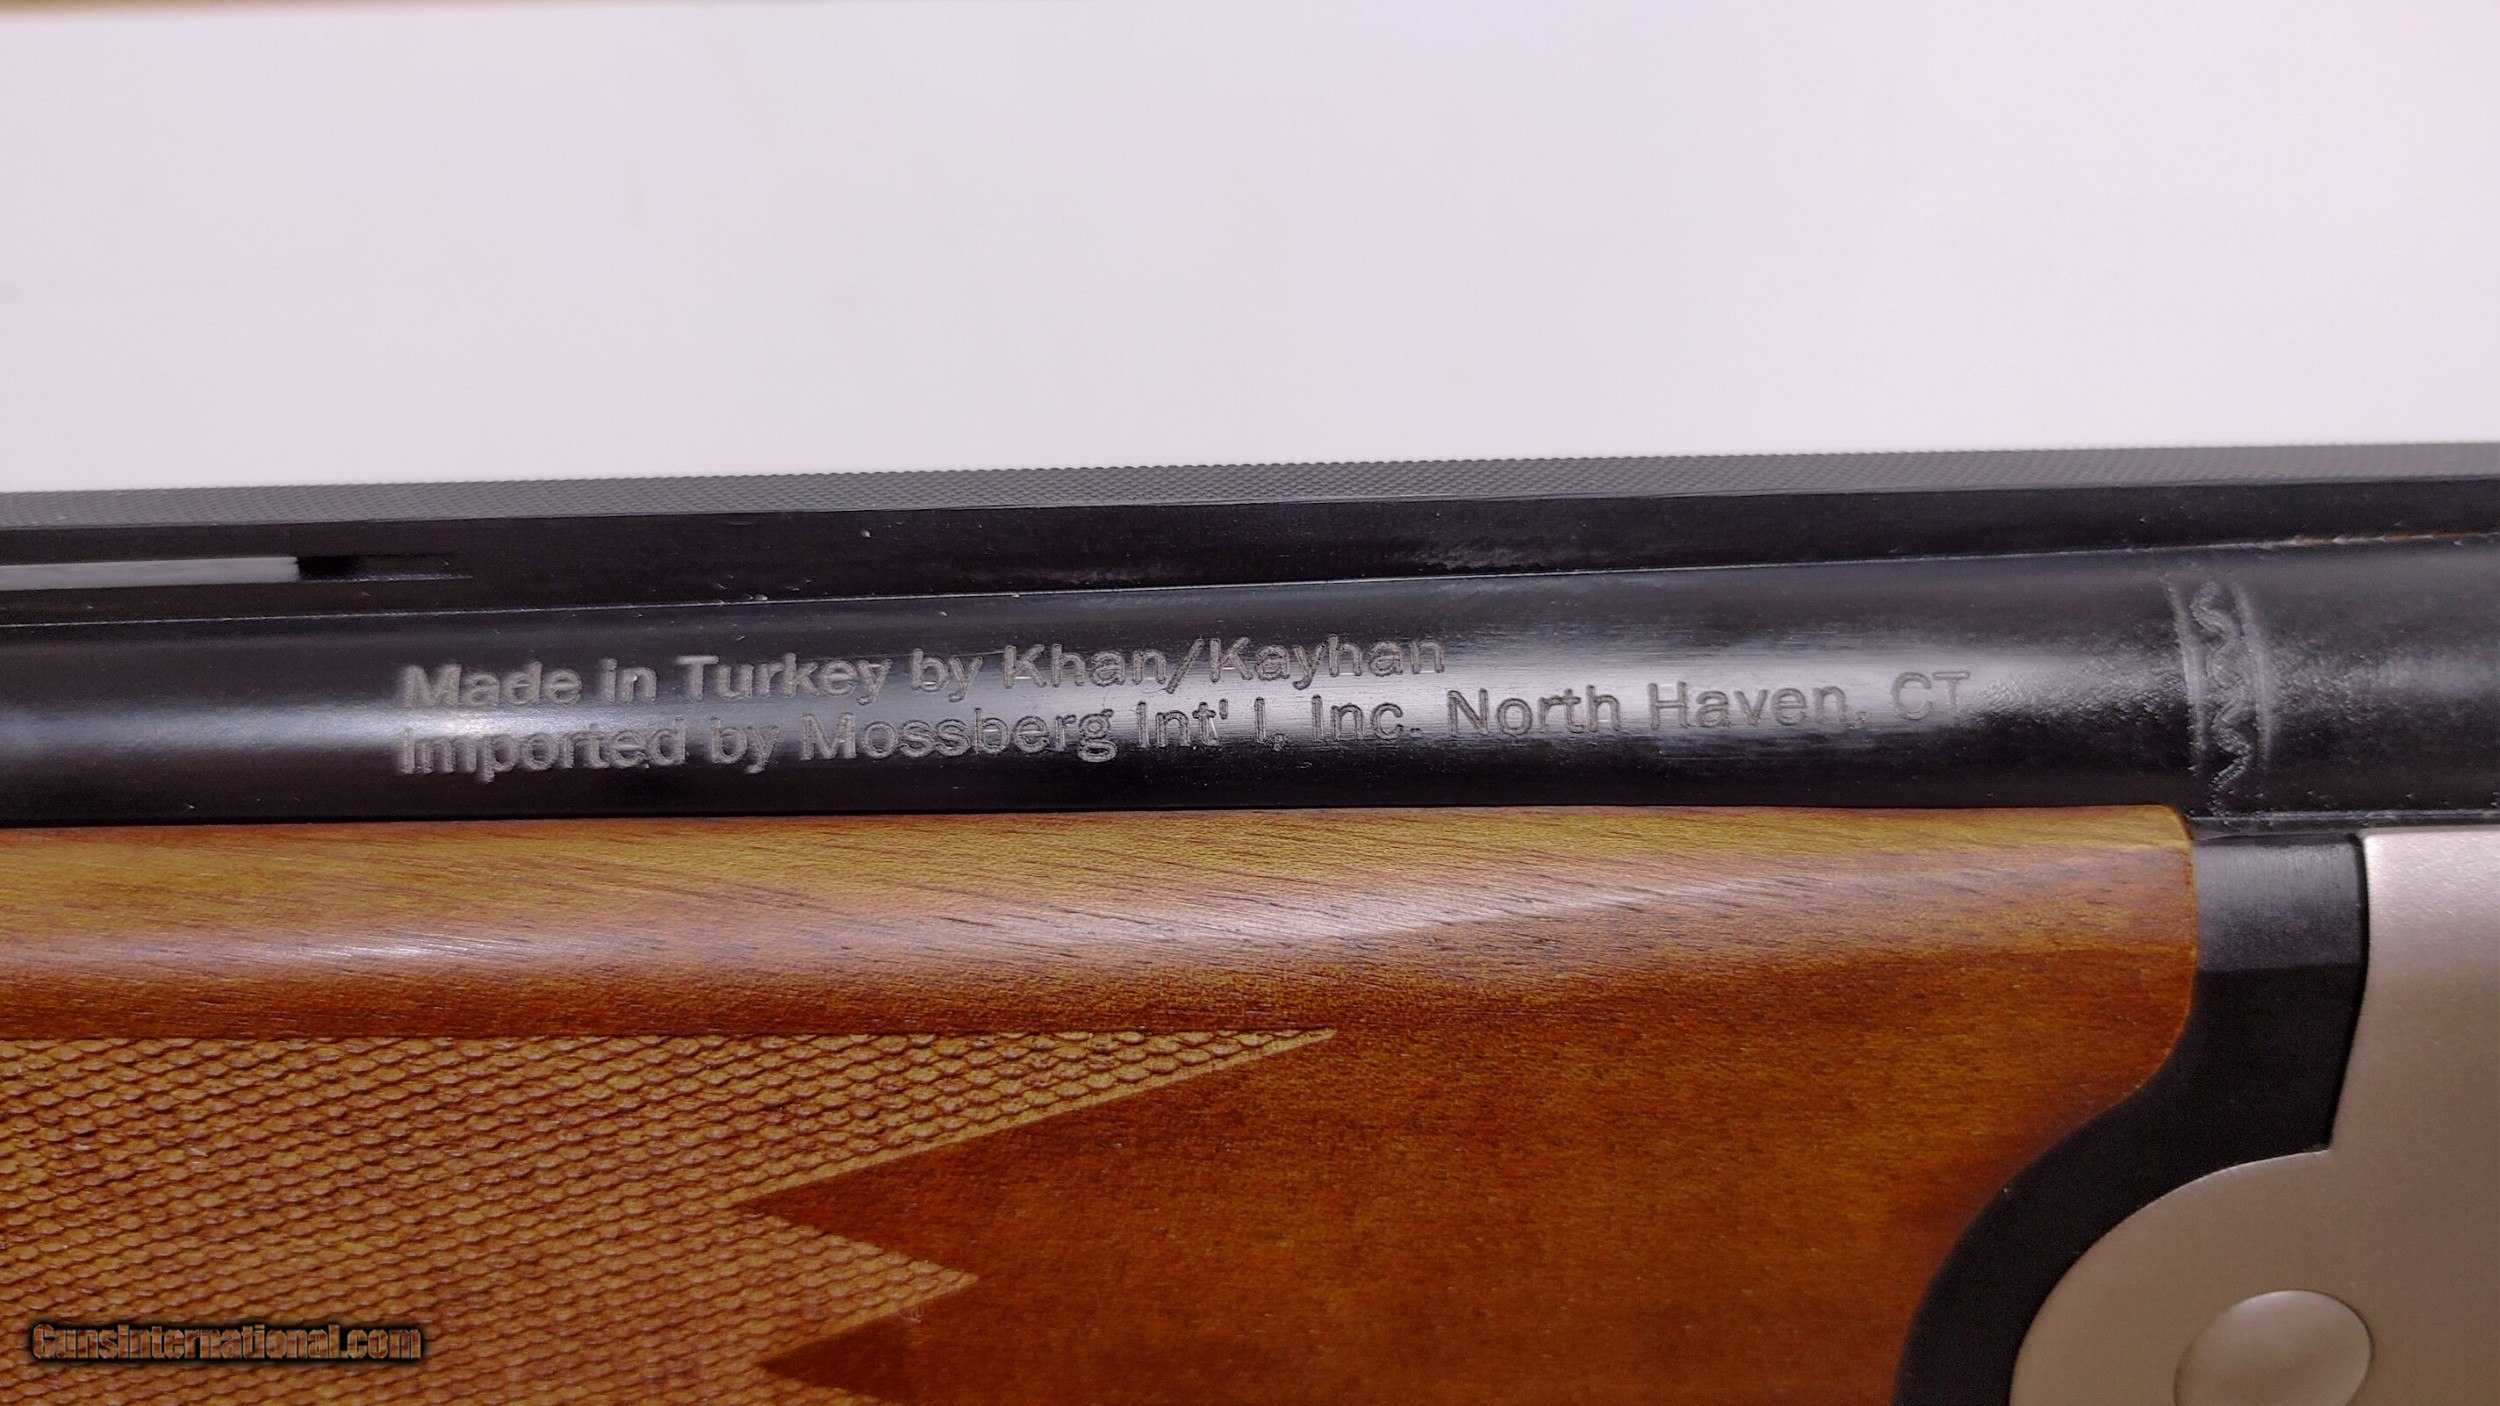 Made in Turkey by Khan/Kayhan
Imported by Mossberg Int' l, Inc. North Haven, CT
GunsInternational.com